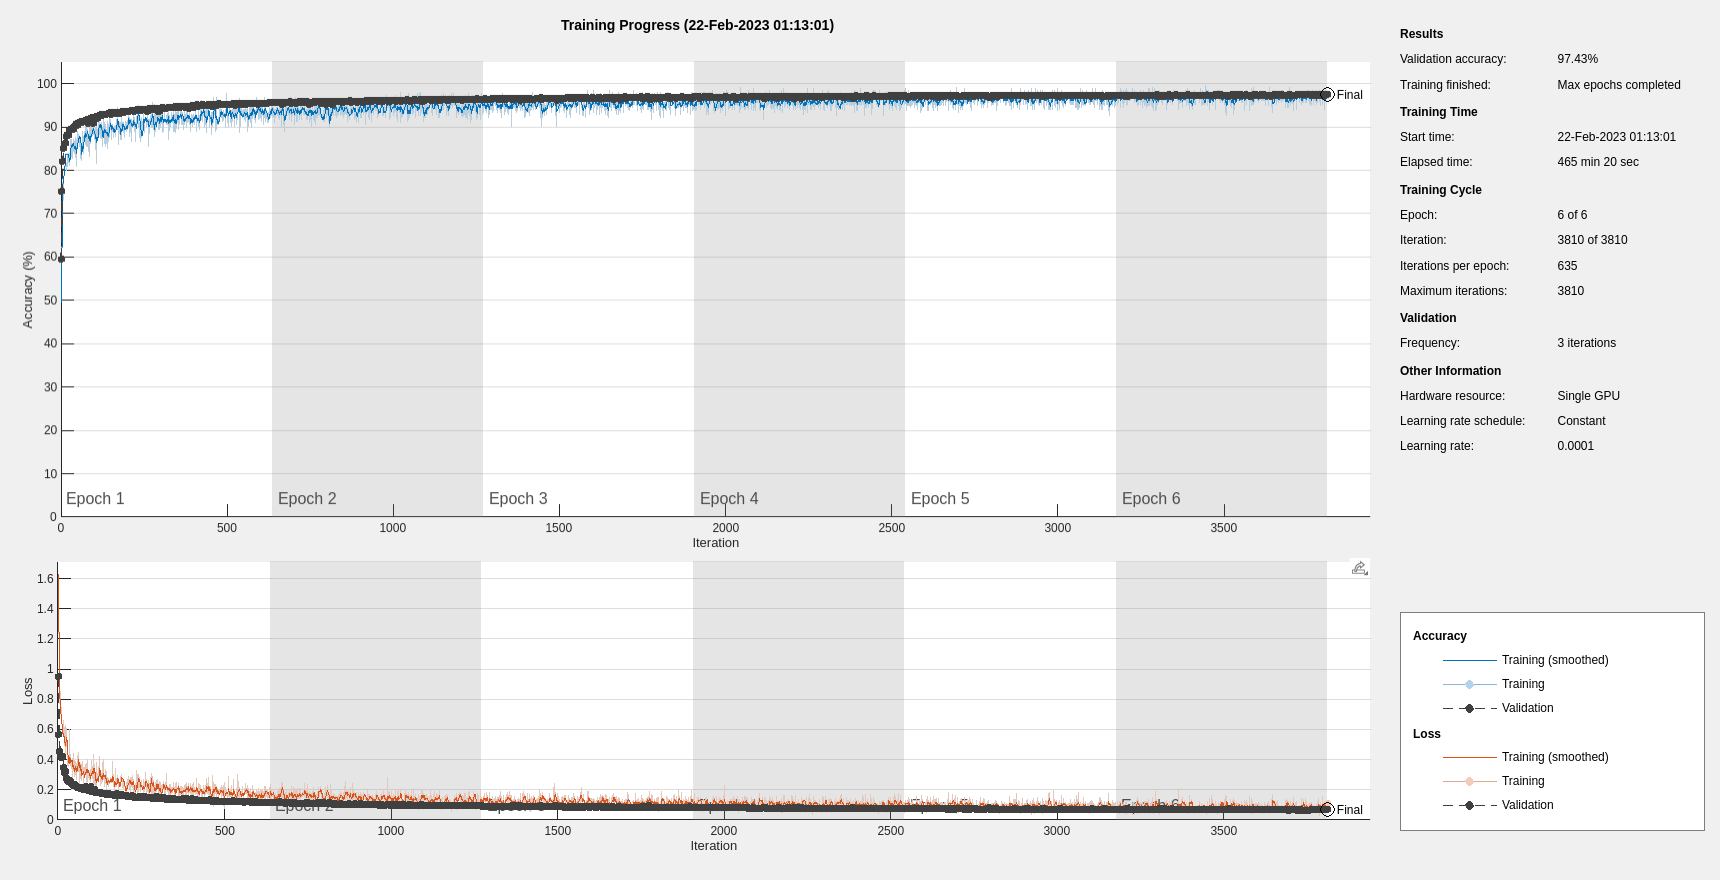 Training Progress (22-Feb-2023 01:13:01)
100
90
80
70
60
50
40
30
20
10
0
Accuracy (%)
Final
Epoch 1
Epoch 2
Epoch 3
Epoch 4
Epoch 5
Epoch 6
0
500
1000
1500
2000
2500
3000
3500
Iteration
1.6
1.4
1.2
1
0.8
0.6
0.4
0.2
0
Loss
Epoch 1
Epoch 2
Final
0
500
1000
1500
2000
2500
3000
3500
Iteration
Results
Validation accuracy: 97.43%
Training finished: Max epochs completed
Training Time
Start time: 22-Feb-2023 01:13:01
Elapsed time: 465 min 20 sec
Training Cycle
Epoch: 6 of 6
Iteration: 3810 of 3810
Iterations per epoch: 635
Maximum iterations: 3810
Validation
Frequency: 3 iterations
Other Information
Hardware resource: Single GPU
Learning rate schedule: Constant
Learning rate: 0.0001
Accuracy
Training (smoothed)
Training
Validation
Loss
Training (smoothed)
Training
Validation